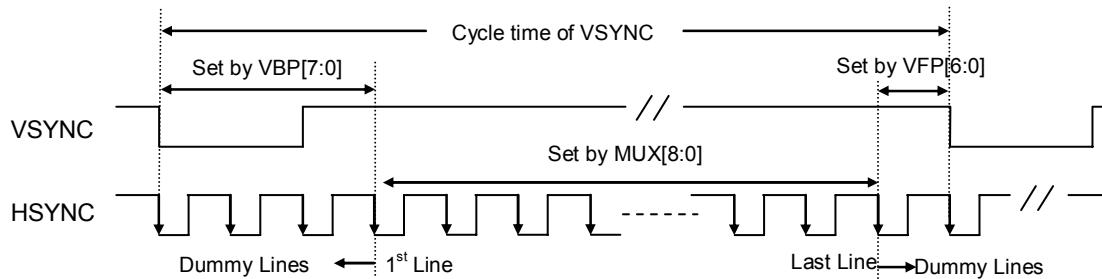 Cycle time of VSYNC
Set by VBP[7:0]
Set by VFP[6:0]
VSYNC
Set by MUX[8:0]
HSYNC
Dummy Lines
1st Line
Last Line
Dummy Lines